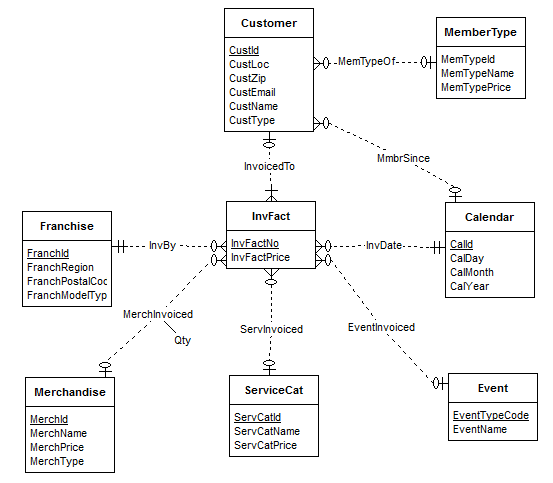 Customer
CustId
CustLoc
CustZip
CustEmail
CustName
CustType
MemberType
MemTypeId
MemTypeName
MemTypePrice
MemTypeOf
MmbrSince
InvoicedTo
Franchise
FranchId
FranchRegion
FranchPostalCoc
FranchModelTyp
InvBy
InvFact
InvFactNo
InvFactPrice
InvDate
Calendar
CalId
CalDay
CalMonth
CalYear
MerchInvoiced
Qty
ServInvoiced
EventInvoiced
Merchandise
MerchId
MerchName
MerchPrice
MerchType
ServiceCat
ServCatId
ServCatName
ServCatPrice
Event
EventTypeCode
EventName